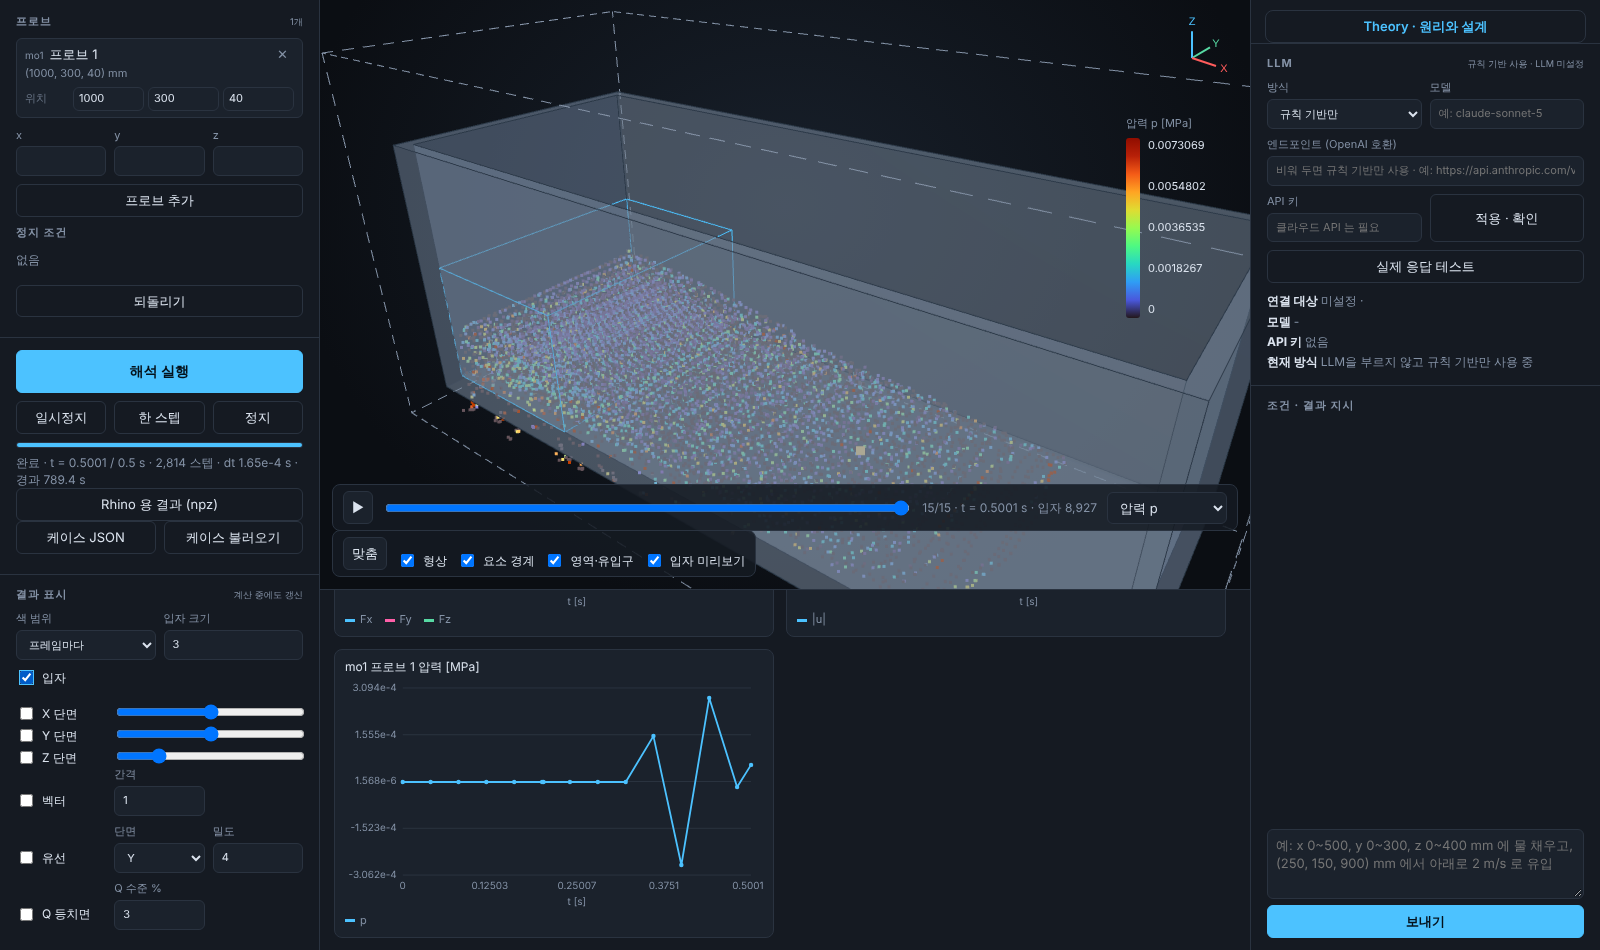 프로브
1개
mo1 프로브 1 ✕
(1000, 300, 40) mm
위치 1000 300 40
x y z
프로브 추가
정지 조건
없음
되돌리기
해석 실행
일시정지 한 스텝 정지
완료 · t = 0.5001 / 0.5 s · 2,814 스텝 · dt 1.65e-4 s ·
경과 789.4 s
Rhino 용 결과 (npz)
케이스 JSON 케이스 불러오기
결과 표시 계산 중에도 갱신
색 범위 입자 크기
프레임마다 3
입자
X 단면
Y 단면
Z 단면
간격
벡터 1
단면 밀도
유선 Y 4
Q 수준 %
Q 등치면 3
Z
Y
X
압력 p [MPa]
0.0073069
0.0054802
0.0036535
0.0018267
0
15/15 · t = 0.5001 s · 입자 8,927 압력 p
맞춤 형상 요소 경계 영역·유입구 입자 미리보기
t [s]
Fx Fy Fz
t [s]
|u|
mo1 프로브 1 압력 [MPa]
3.094e-4
1.555e-4
1.568e-6
-1.523e-4
-3.062e-4
0 0.12503 0.25007 0.3751 0.5001
t [s]
p
Theory · 원리와 설계
LLM 규칙 기반 사용 · LLM 미설정
방식 모델
규칙 기반만 예: claude-sonnet-5
엔드포인트 (OpenAI 호환)
비워 두면 규칙 기반만 사용 · 예: https://api.anthropic.com/v
API 키
클라우드 API 는 필요 적용 · 확인
실제 응답 테스트
연결 대상 미설정 ·
모델 -
API 키 없음
현재 방식 LLM을 부르지 않고 규칙 기반만 사용 중
조건 · 결과 지시
예: x 0~500, y 0~300, z 0~400 mm 에 물 채우고,
(250, 150, 900) mm 에서 아래로 2 m/s 로 유입
보내기